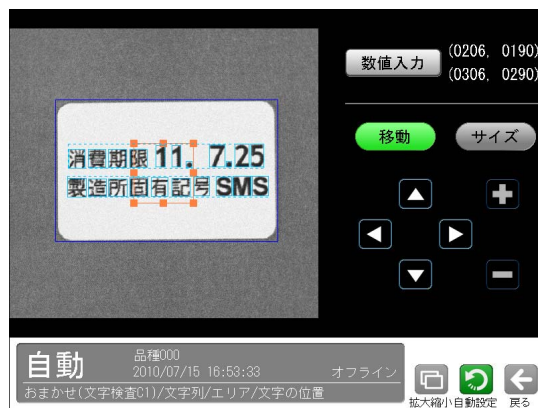 数値入力
(0206, 0190)
(0306, 0290)
移動 サイズ
消費期限 11. 7.25
製造所固有記号 SMS
自動
品種000
2010/07/15 16:53:33 オフライン
おまかせ(文字検査C1)/文字列/エリア/文字の位置
拡大縮小 自動設定 戻る